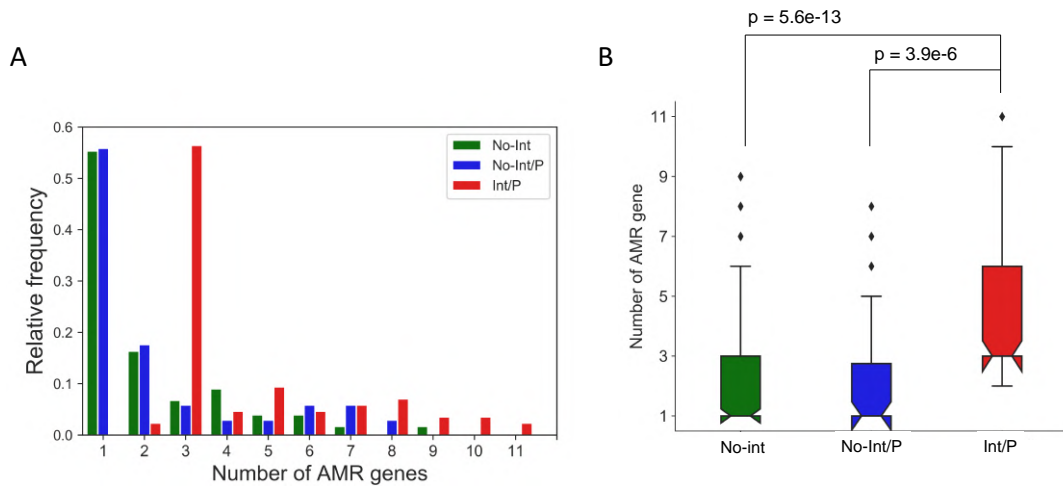 A
0.6
0.5
0.4
0.3
0.2
0.1
0.0
Relative frequency
1 2 3 4 5 6 7 8 9 10 11
Number of AMR genes
No-Int
No-Int/P
Int/P
B
p = 5.6e-13
p = 3.9e-6
11
9
7
5
3
1
Number of AMR gene
No-int No-Int/P Int/P